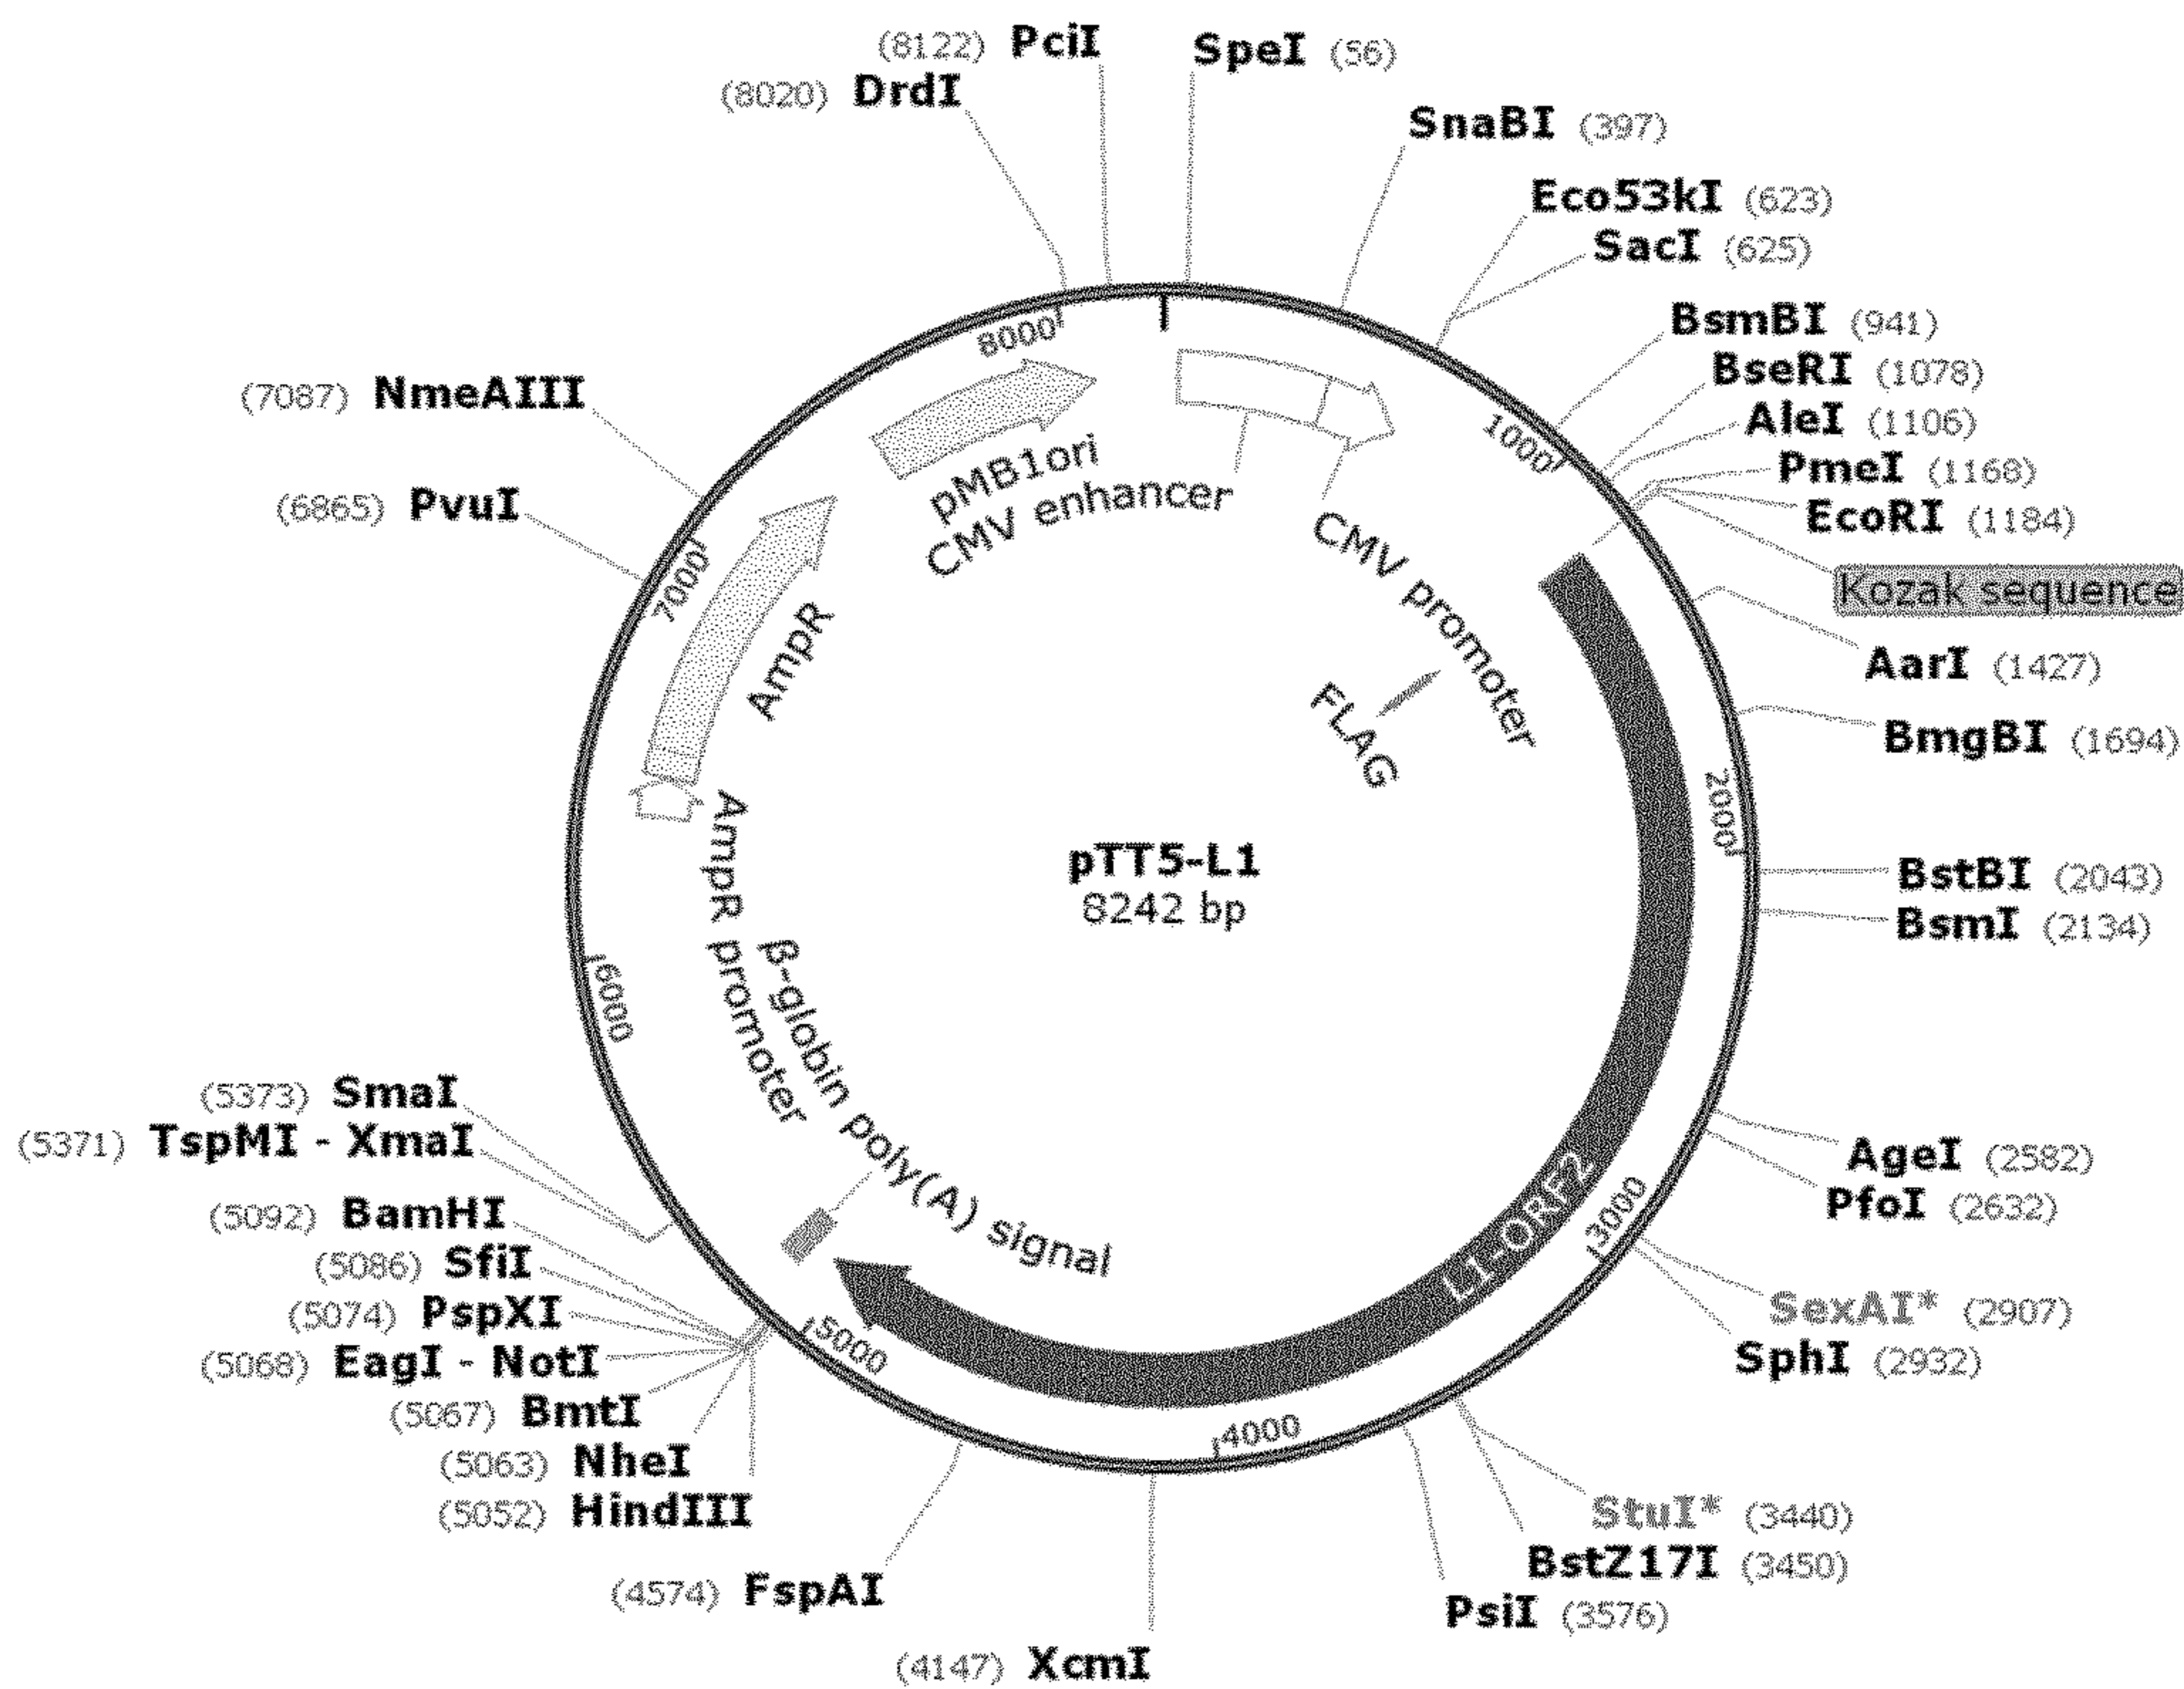 (8122) PciI
SpeI (56)
(8020) DrdI
SnaBI (397)
Eco53kI (623)
SacI (625)
BsmBI (941)
BseRI (1078)
AleI (1106)
PmeI (1168)
EcoRI (1184)
Kozak sequence
AarI (1427)
BmgBI (1694)
BstBI (2043)
BsmI (2134)
AgeI (2582)
PfoI (2632)
SexAI* (2907)
SphI (2932)
StuI* (3440)
BstZ17I (3450)
PsiI (3576)
(4147) XcmI
(4574) FspAI
(5052) HindIII
(5063) NheI
(5067) BmtI
(5068) EagI - NotI
(5074) PspXI
(5086) SfiI
(5092) BamHI
(5371) TspMI - XmaI
(5373) SmaI
(6865) PvuI
(7087) NmeAIII
1000
2000
3000
4000
5000
6000
7000
8000
pMB1ori
CMV enhancer
CMV promoter
FLAG
L1-ORF2
AmpR
AmpR promoter
β-globin poly(A) signal
pTT5-L1
8242 bp